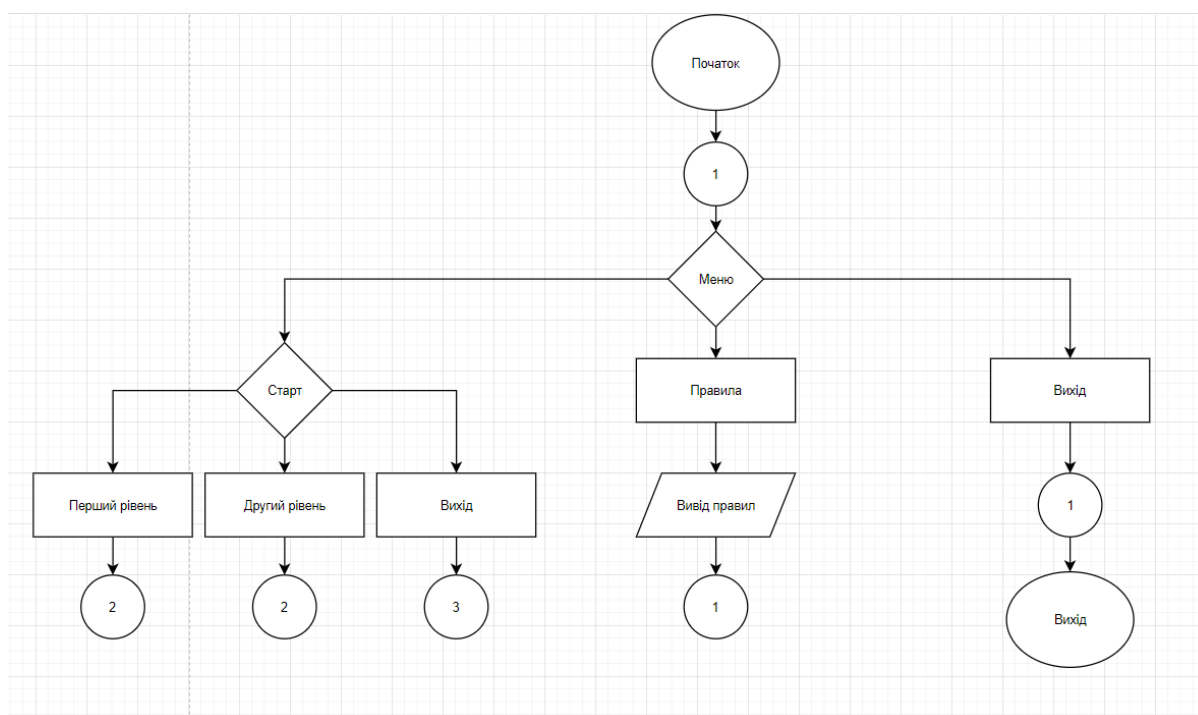 Початок
1
Меню
Старт
Правила
Вихід
Перший рівень
Другий рівень
Вихід
Вивід правил
1
2
2
3
1
Вихід